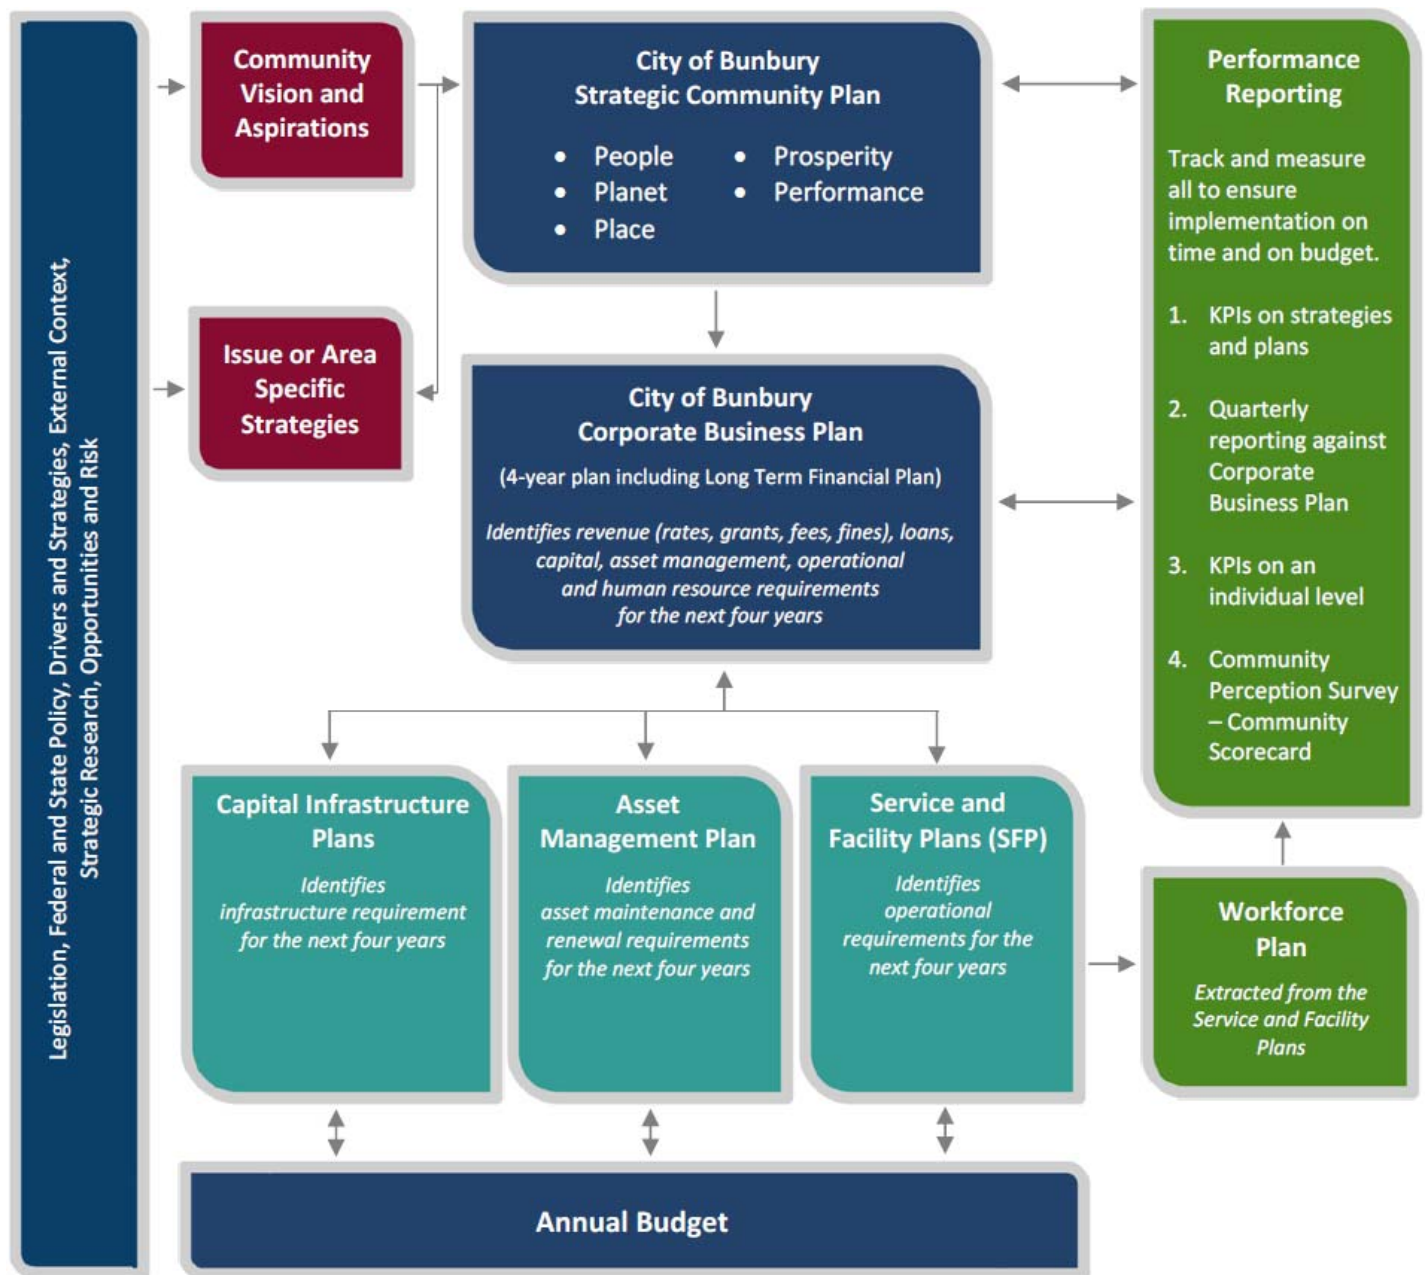 Legislation, Federal and State Policy, Drivers and Strategies, External Context,
Strategic Research, Opportunities and Risk
Community
Vision and
Aspirations
Issue or Area
Specific
Strategies
City of Bunbury
Strategic Community Plan
• People
• Planet
• Place
• Prosperity
• Performance
City of Bunbury
Corporate Business Plan
(4-year plan including Long Term Financial Plan)
Identifies revenue (rates, grants, fees, fines), loans,
capital, asset management, operational
and human resource requirements
for the next four years
Capital Infrastructure
Plans
Identifies
infrastructure requirement
for the next four years
Asset
Management Plan
Identifies
asset maintenance and
renewal requirements
for the next four years
Service and
Facility Plans (SFP)
Identifies
operational
requirements for the
next four years
Annual Budget
Performance
Reporting
Track and measure
all to ensure
implementation on
time and on budget.
1. KPIs on strategies
and plans
2. Quarterly
reporting against
Corporate
Business Plan
3. KPIs on an
individual level
4. Community
Perception Survey
– Community
Scorecard
Workforce
Plan
Extracted from the
Service and Facility
Plans